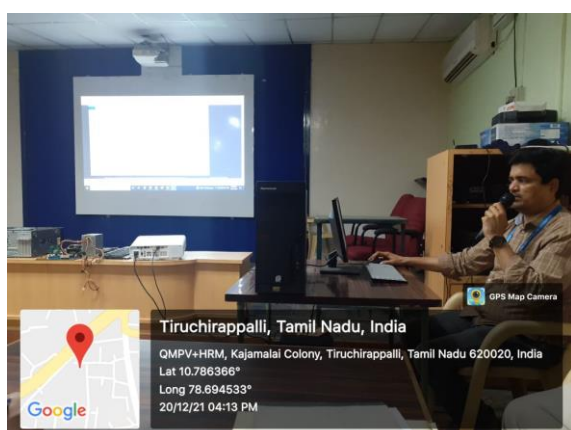 GPS Map Camera
Tiruchirappalli, Tamil Nadu, India
QMPV+HRM, Kajamalai Colony, Tiruchirappalli, Tamil Nadu 620020, India
Lat 10.786366°
Long 78.694533°
20/12/21 04:13 PM
Google